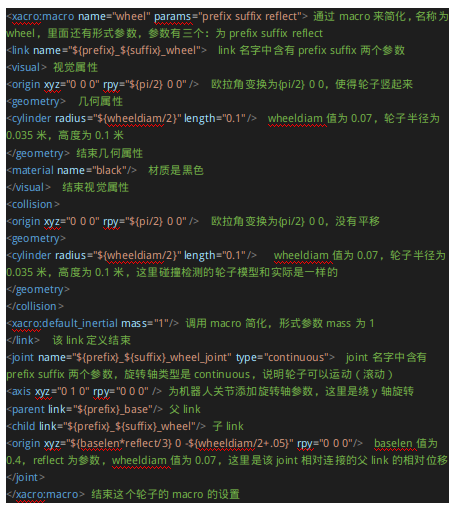 <xacro:macro name="wheel" params="prefix suffix reflect"> 通过 macro来简化，名称为
wheel，里面还有形式参数，参数有三个：为 prefix suffix reflect
<link name="${prefix}_${suffix}_wheel"> link 名字中含有 prefix suffix 两个参数
<visual> 视觉属性
<origin xyz="0 0 0" rpy="${pi/2} 0 0" /> 欧拉角变换为{pi/2} 0 0，使得轮子竖起来
<geometry> 几何属性
<cylinder radius="${wheeldiam/2}" length="0.1" /> wheeldiam 值为 0.07，轮子半径为
0.035 米，高度为 0.1 米
</geometry> 结束几何属性
<material name="black"/> 材质是黑色
</visual> 结束视觉属性
<collision>
<origin xyz="0 0 0" rpy="${pi/2} 0 0" /> 欧拉角变换为{pi/2} 0 0，没有平移
<geometry>
<cylinder radius="${wheeldiam/2}" length="0.1" /> wheeldiam 值为 0.07，轮子半径为
0.035 米，高度为 0.1 米，这里碰撞检测的轮子模型和实际是一样的
</geometry>
</collision>
<xacro:default_inertial mass="1"/> 调用 macro 简化，形式参数 mass 为 1
</link> 该 link 定义结束
<joint name="${prefix}_${suffix}_wheel_joint" type="continuous"> joint 名字中含有
prefix suffix 两个参数，旋转轴类型是 continuous，说明轮子可以运动（滚动）
<axis xyz="0 1 0" rpy="0 0 0" /> 为机器人关节添加旋转轴参数，这里是绕 y 轴旋转
<parent link="${prefix}_base"/> 父 link
<child link="${prefix}_${suffix}_wheel"/> 子 link
<origin xyz="${baselen*reflect/3} 0 -${wheeldiam/2+.05}" rpy="0 0 0"/> baselen 值为
0.4，reflect 为参数，wheeldiam 值为 0.07，这里是该 joint 相对连接的父 link 的相对位移
</joint>
</xacro:macro> 结束这个轮子的 macro 的设置